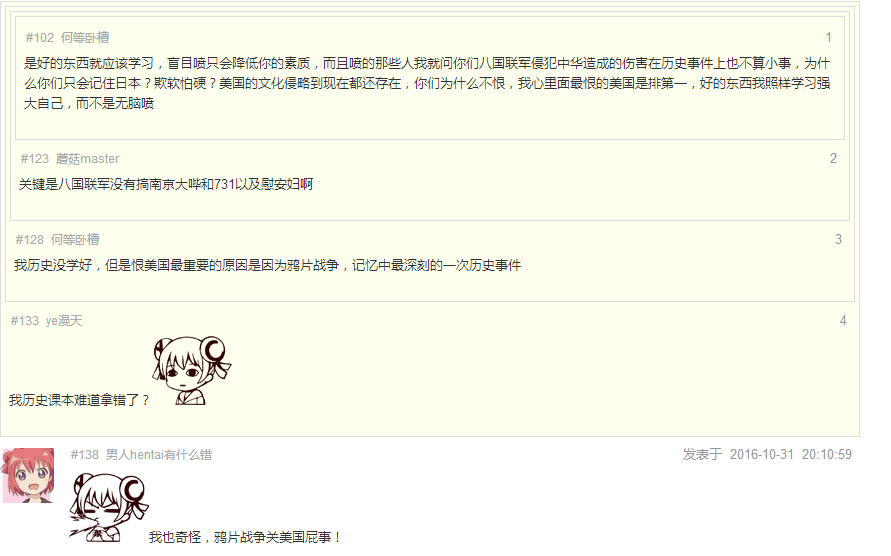 #102 何等卧槽 1
是好的东西就应该学习，盲目喷只会降低你的素质，而且喷的那些人我就问你们八国联军侵犯中华造成的伤害在历史事件上也不算小事，为什
么你们只会记住日本？欺软怕硬？美国的文化侵略到现在都还存在，你们为什么不恨，我心里面最恨的美国是排第一，好的东西我照样学习强
大自己，而不是无脑喷
#123 蘑菇master 2
关键是八国联军没有搞南京大哗和731以及慰安妇啊
#128 何等卧槽 3
我历史没学好，但是恨美国最重要的原因是因为鸦片战争，记忆中最深刻的一次历史事件
#133 ye漫天 4
我历史课本难道拿错了？
#138 男人hentai有什么错 发表于 2016-10-31 20:10:59
我也奇怪，鸦片战争关美国屁事！